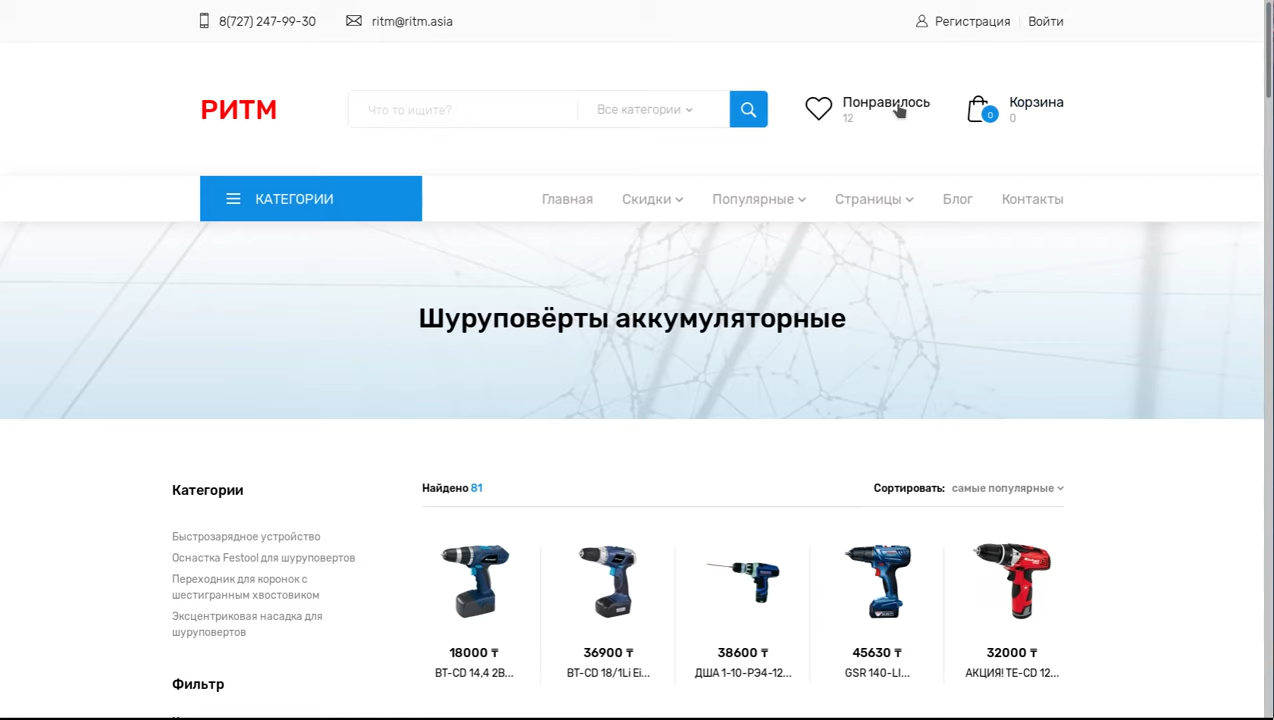 8(727) 247-99-30
ritm@ritm.asia
Регистрация
Войти
РИТМ
Что то ищите?
Все категории
Понравилось
12
0
Корзина
0
КАТЕГОРИИ
Главная
Скидки
Популярные
Страницы
Блог
Контакты
Шуруповёрты аккумуляторные
Категории
Быстрозарядное устройство
Оснастка Festool для шуруповертов
Переходник для коронок с
шестигранным хвостовиком
Эксцентриковая насадка для
шуруповертов
Фильтр
Найдено 81
Сортировать: самые популярные
18000 ₸
BT-CD 14,4 2B...
36900 ₸
BT-CD 18/1Li Ei...
38600 ₸
ДША 1-10-РЭ4-12...
45630 ₸
GSR 140-LI...
32000 ₸
АКЦИЯ! TE-CD 12...